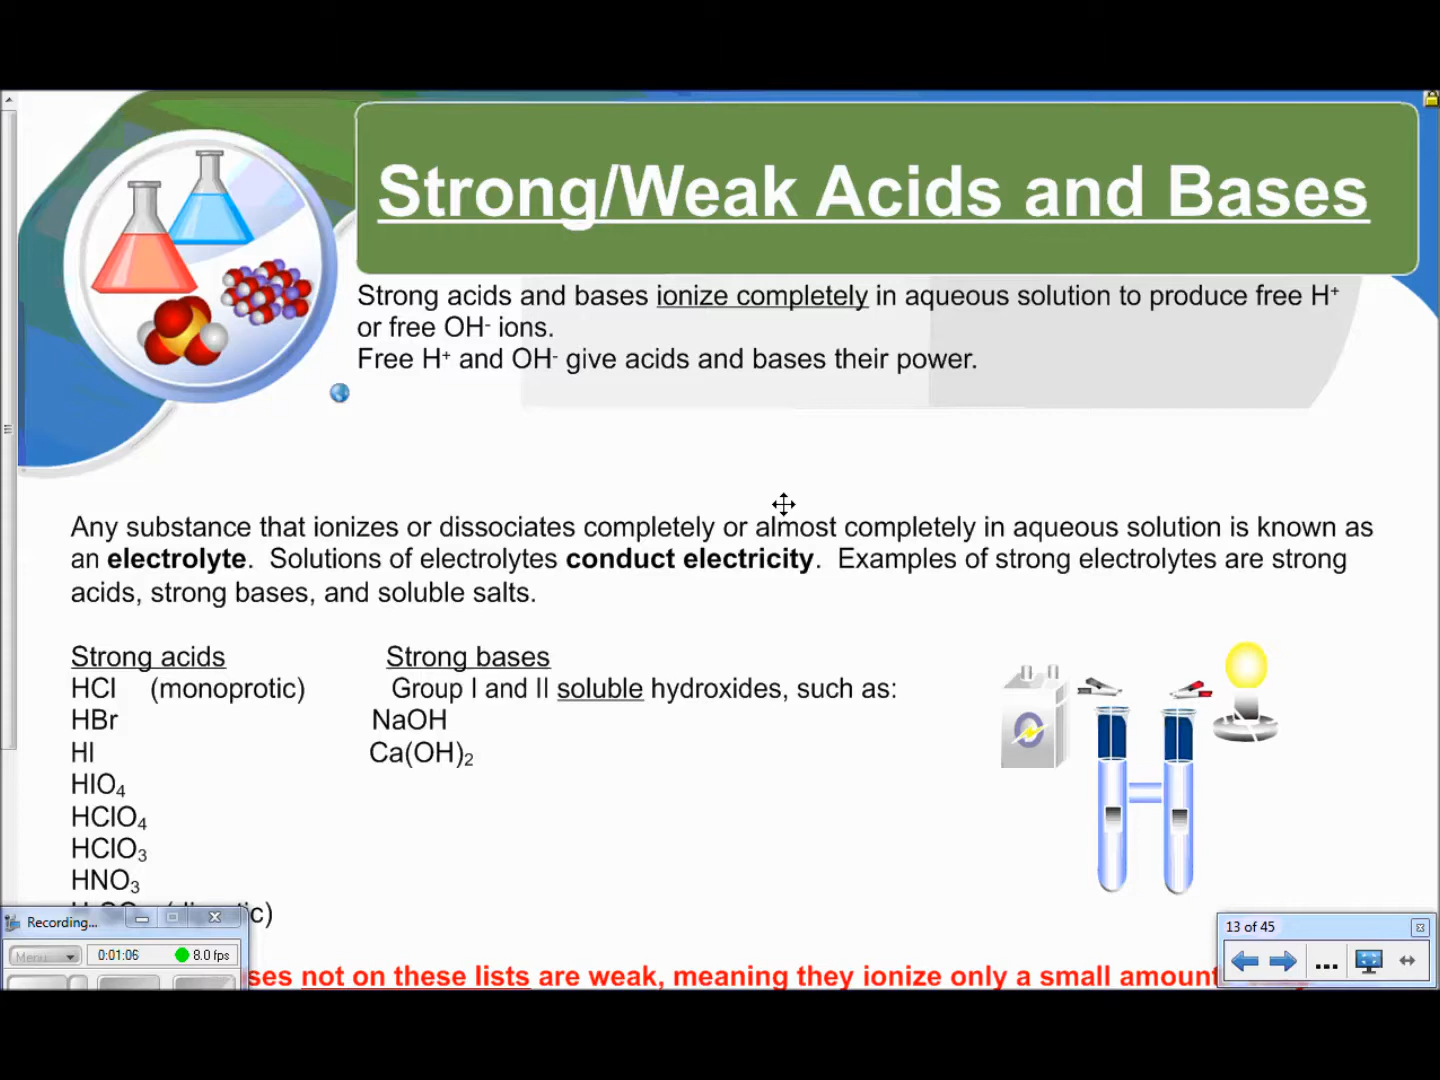 Strong/Weak Acids and Bases
Strong acids and bases ionize completely in aqueous solution to produce free H⁺
or free OH⁻ ions.
Free H⁺ and OH⁻ give acids and bases their power.
Any substance that ionizes or dissociates completely or almost completely in aqueous solution is known as
an electrolyte.  Solutions of electrolytes conduct electricity.  Examples of strong electrolytes are strong
acids, strong bases, and soluble salts.
Strong acids Strong bases
HCl (monoprotic) Group I and II soluble hydroxides, such as:
HBr NaOH
HI Ca(OH)₂
HIO₄
HClO₄
HClO₃
HNO₃
Recording...
Menu 0:01:06 8.0 fps
13 of 45
not on these lists are weak, meaning they ionize only a small amount